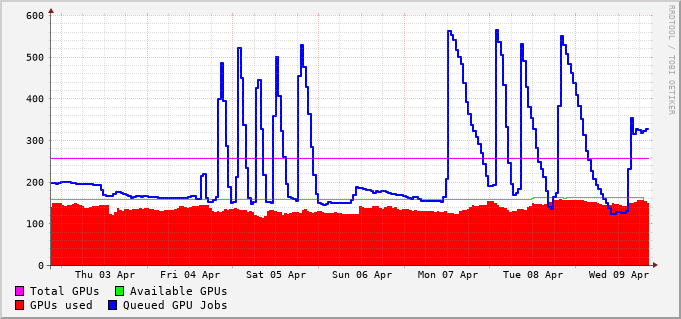 600
500
400
300
200
100
0
Thu 03 Apr Fri 04 Apr Sat 05 Apr Sun 06 Apr Mon 07 Apr Tue 08 Apr Wed 09 Apr
Total GPUs Available GPUs
GPUs used Queued GPU Jobs
RRDTOOL / TOBI OETIKER